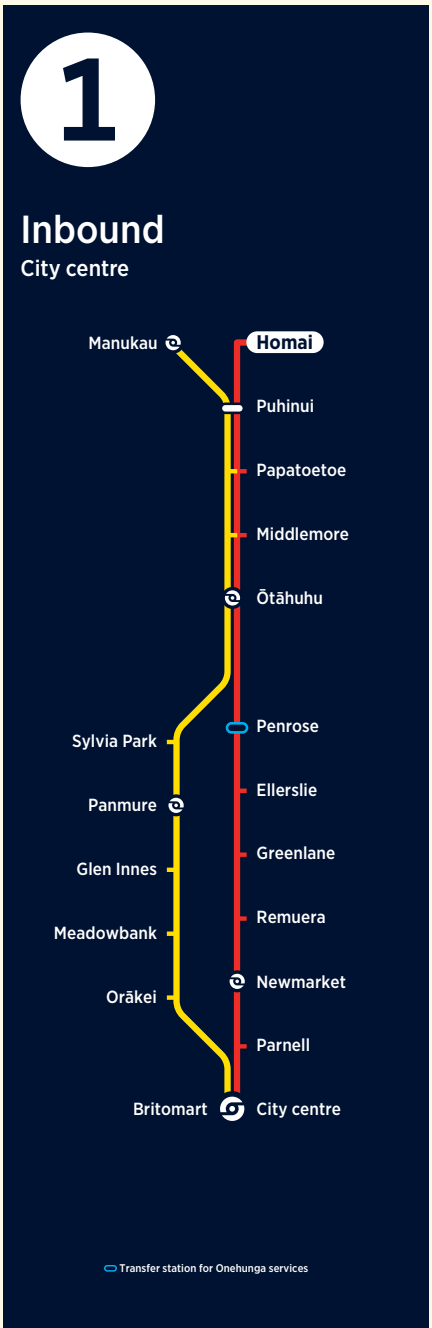 1
Inbound
City centre
Manukau
Homai
Puhinui
Papatoetoe
Middlemore
Ōtāhuhu
Penrose
Sylvia Park
Ellerslie
Panmure
Greenlane
Glen Innes
Remuera
Meadowbank
Newmarket
Orākei
Parnell
Britomart City centre
Transfer station for Onehunga services